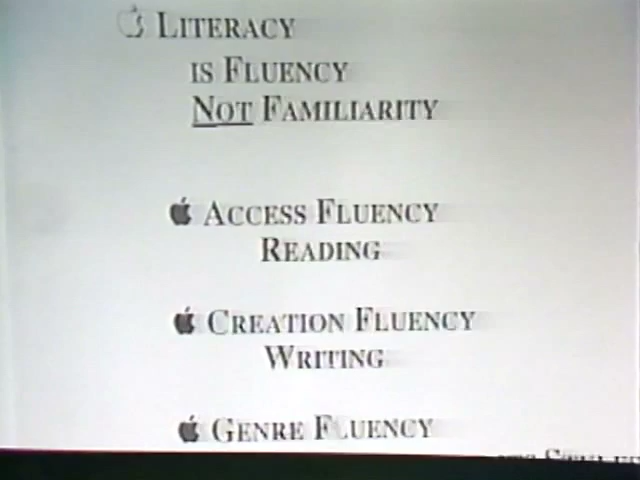 LITERACY
IS FLUENCY
NOT FAMILIARITY
ACCESS FLUENCY
READING
CREATION FLUENCY
WRITING
GENRE FLUENCY